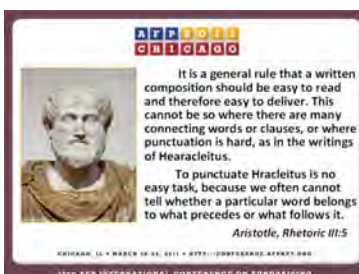 AFP 2011
CHICAGO
It is a general rule that a written
composition should be easy to read
and therefore easy to deliver. This
cannot be so where there are many
connecting words or clauses, or where
punctuation is hard, as in the writings
of Hearacleitus.
To punctuate Hracleitus is no
easy task, because we often cannot
tell whether a particular word belongs
to what precedes or what follows it.
Aristotle, Rhetoric III:5
CHICAGO, IL • MARCH
AFP INTERNATIONAL CONFERENCE ON FUNDRAISING